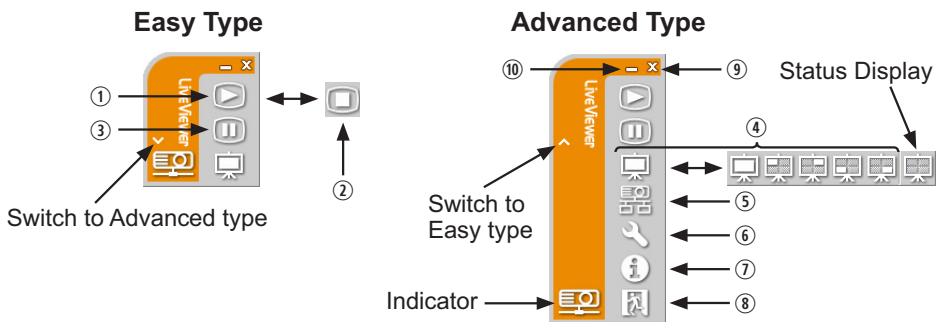 Easy Type
Advanced Type
LiveViewer
①
③
②
Switch to Advanced type
⑩
⑨
Status Display
LiveViewer
④
Switch to
Easy type
⑤
⑥
⑦
Indicator
⑧